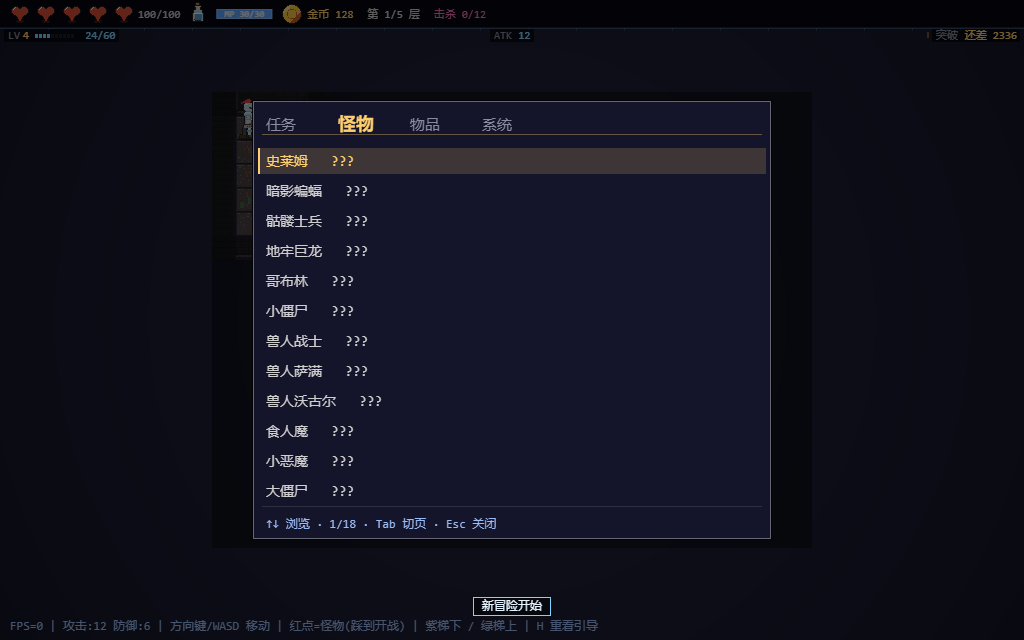 100/100 MP 30/30 金币 128 第 1/5 层 击杀 0/12
LV 4 24/60 ATK 12 突破 还差 2336
任务 怪物 物品 系统
史莱姆 ???
暗影蝙蝠 ???
骷髅士兵 ???
地牢巨龙 ???
哥布林 ???
小僵尸 ???
兽人战士 ???
兽人萨满 ???
兽人沃古尔 ???
食人魔 ???
小恶魔 ???
大僵尸 ???
↑↓ 浏览 · 1/18 · Tab 切页 · Esc 关闭
新冒险开始
FPS=0 | 攻击:12 防御:6 | 方向键/WASD 移动 | 红点=怪物(踩到开战) | 紫梯下 / 绿梯上 | H 重看引导